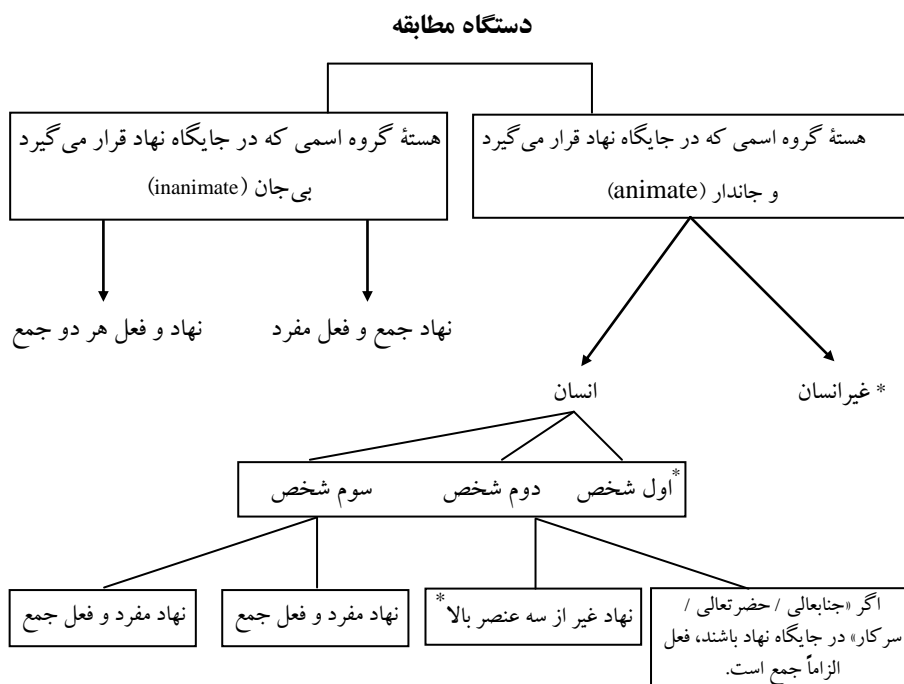 دستگاه مطابقه
هستهٔ گروه اسمی که در جایگاه نهاد قرار می‌گیرد
و جاندار (animate)
هستهٔ گروه اسمی که در جایگاه نهاد قرار می‌گیرد
بی‌جان (inanimate)
نهاد جمع و فعل مفرد
نهاد و فعل هر دو جمع
* غیرانسان
انسان
*اول شخص
دوم شخص
سوم شخص
اگر «جنابعالی / حضرتعالی /
سرکار» در جایگاه نهاد باشند، فعل
الزاماً جمع است.
نهاد غیر از سه عنصر بالا*
نهاد مفرد و فعل جمع
نهاد مفرد و فعل جمع